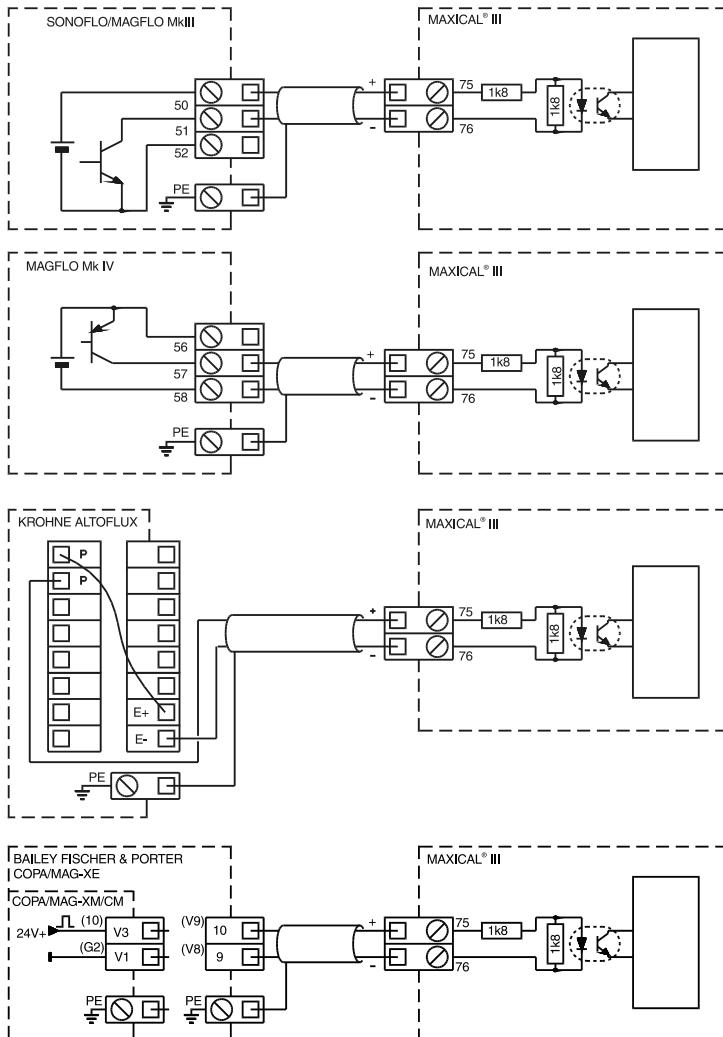 SONOFLO/MAGFLO MkIII
MAXICAL® III
50
51
52
PE
+
-
75
76
1k8
1k8
MAGFLO Mk IV
MAXICAL® III
56
57
58
PE
+
-
75
76
1k8
1k8
KROHNE ALTOFLUX
MAXICAL® III
P
P
E+
E-
PE
+
-
75
76
1k8
1k8
BAILEY FISCHER & PORTER
COPA/MAG-XE
MAXICAL® III
COPA/MAG-XM/CM
24V+
(10)
V3
(G2)
V1
(V9)
10
(V8)
9
PE
PE
+
-
75
76
1k8
1k8